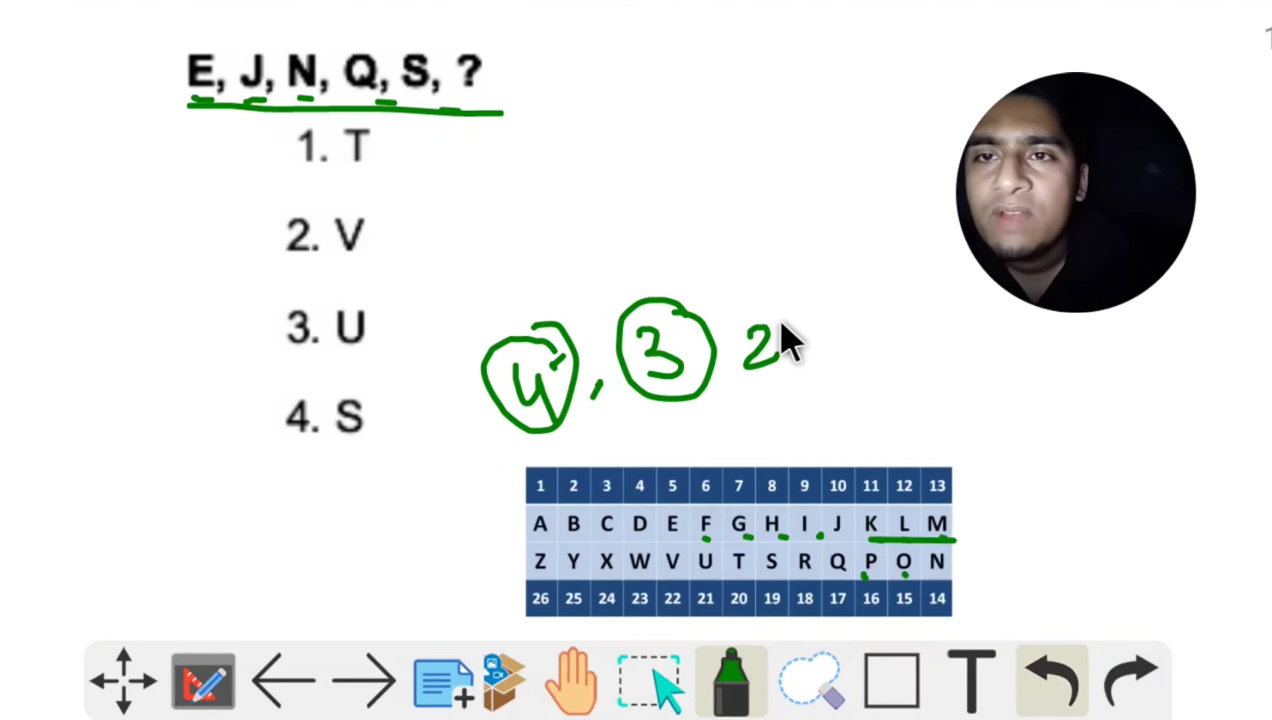 1
E, J, N, Q, S, ?
1. T
2. V
3. U
4. S
4, 3 2
1 2 3 4 5 6 7 8 9 10 11 12 13
A B C D E F G H I J K L M
Z Y X W V U T S R Q P O N
26 25 24 23 22 21 20 19 18 17 16 15 14
T